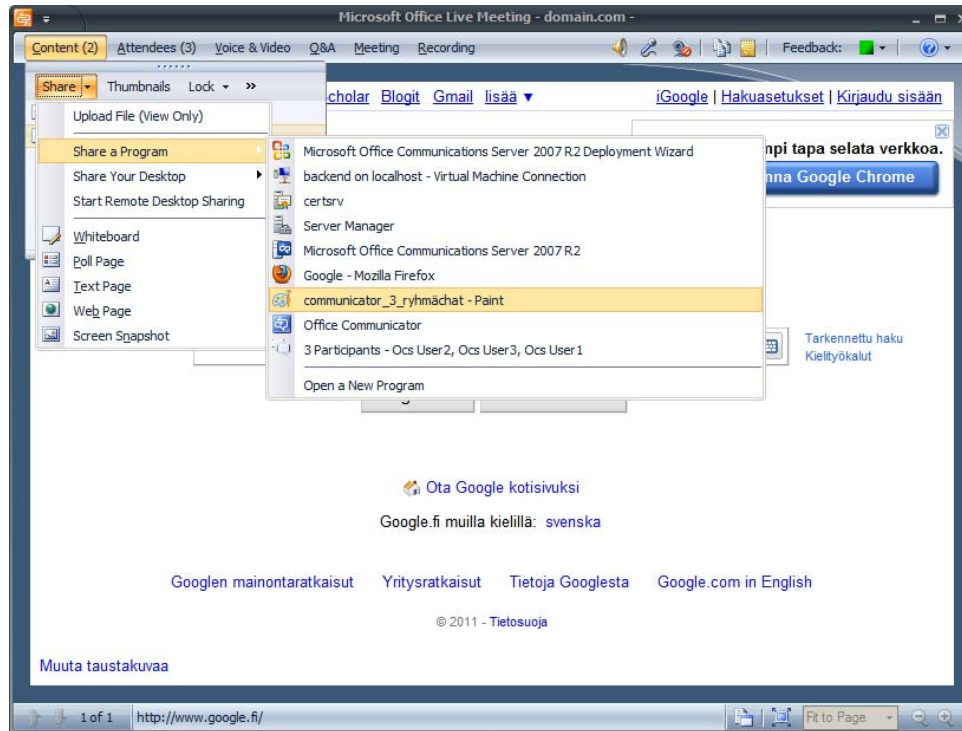 Microsoft Office Live Meeting - domain.com -
Content (2) Attendees (3) Voice & Video Q&A Meeting Recording Feedback:
Share Thumbnails Lock »
cholar Blogit Gmail lisää ▼ iGoogle | Hakuasetukset | Kirjaudu sisään
Upload File (View Only)
Share a Program
Share Your Desktop
Start Remote Desktop Sharing
Whiteboard
Poll Page
Text Page
Web Page
Screen Snapshot
Microsoft Office Communications Server 2007 R2 Deployment Wizard
backend on localhost - Virtual Machine Connection
certsrv
Server Manager
Microsoft Office Communications Server 2007 R2
Google - Mozilla Firefox
communicator_3_ryhmächat - Paint
Office Communicator
3 Participants - Ocs User2, Ocs User3, Ocs User1
Open a New Program
mpi tapa selata verkkoa.
nna Google Chrome
Tarkennettu haku
Kielityökalut
Ota Google kotisivuksi
Google.fi muilla kielillä: svenska
Googlen mainontaratkaisut Yritysratkaisut Tietoja Googlesta Google.com in English
© 2011 - Tietosuoja
Muuta taustakuvaa
1 of 1 http://www.google.fi/ Fit to Page